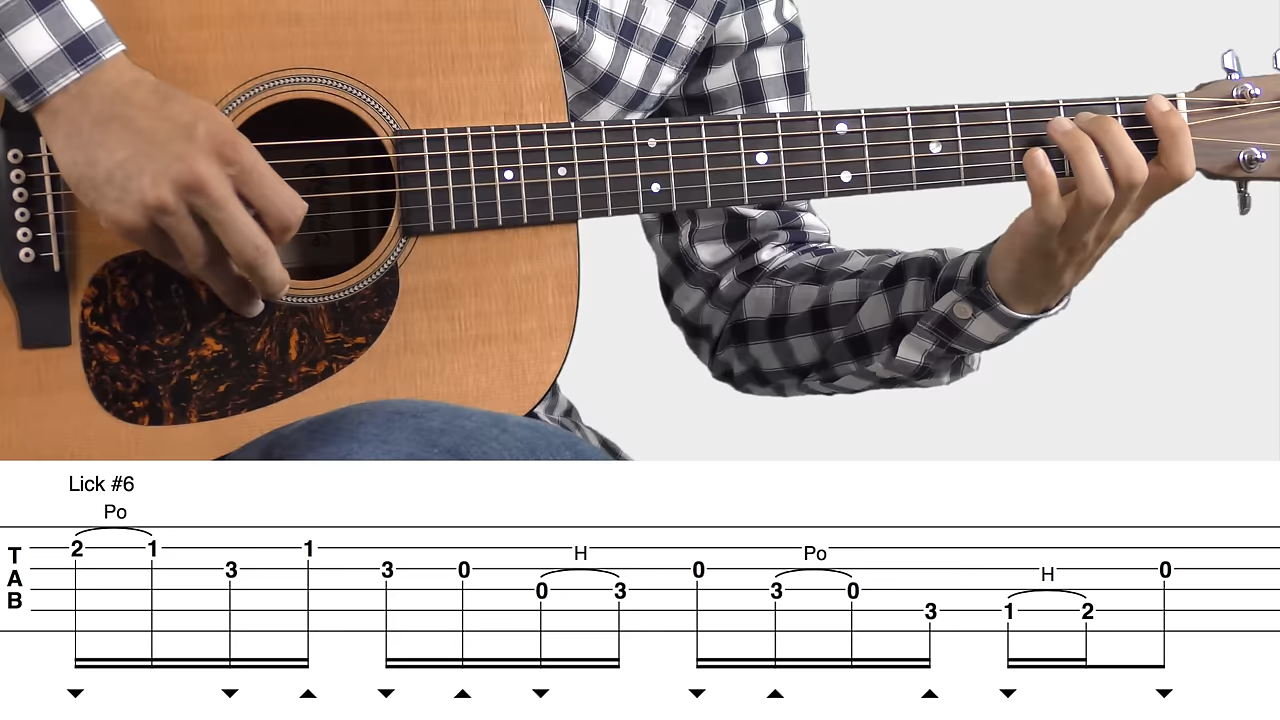 Lick #6
Po
2 1 1
T
H Po
3 3 0 0 0
A
H
0 3 3 0
B
3 1 2